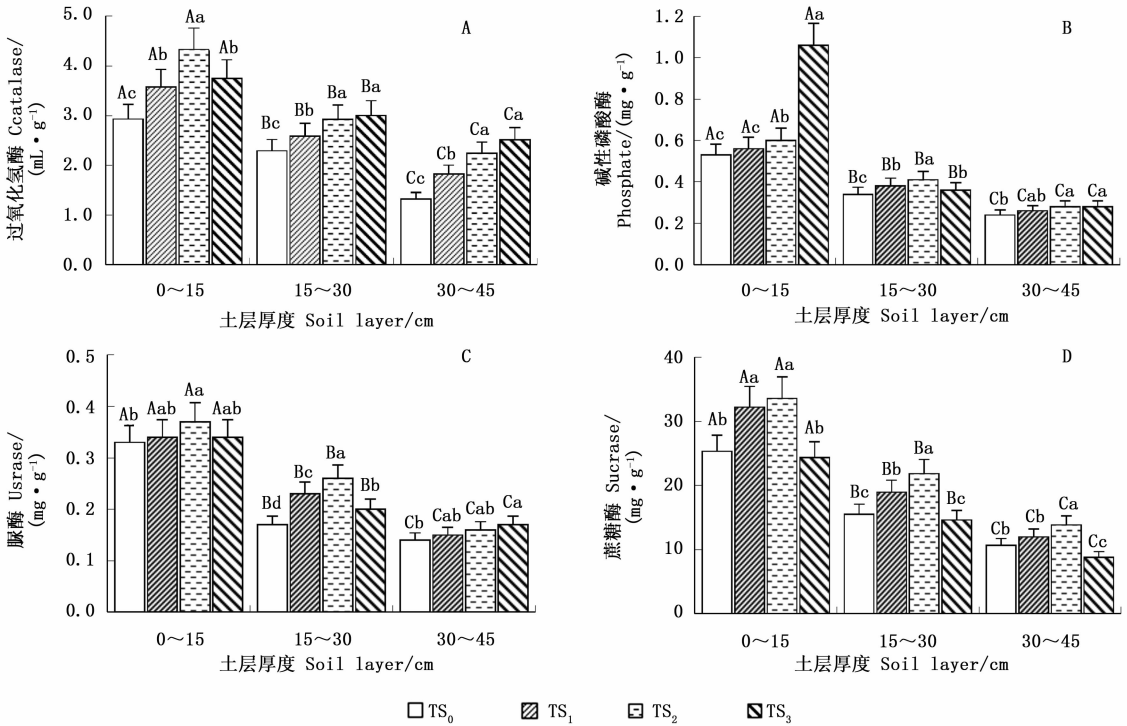 A
过氧化氢酶 Ccatalase/
(mL·g⁻¹)
5.0
4.0
3.0
2.0
1.0
0.0
Ac Ab Aa Ab
Bc Bb Ba Ba
Cc Cb Ca Ca
0～15 15～30 30～45
土层厚度 Soil layer/cm
B
碱性磷酸酶
Phosphate/(mg·g⁻¹)
1.2
1.0
0.8
0.6
0.4
0.2
0.0
Ac Ac Ab Aa
Bc Bb Ba Bb
Cb Cab Ca Ca
0～15 15～30 30～45
土层厚度 Soil layer/cm
C
脲酶 Usrase/
(mg·g⁻¹)
0.5
0.4
0.3
0.2
0.1
0.0
Ab Aab Aa Aab
Bd Bc Ba Bb
Cb Cab Cab Ca
0～15 15～30 30～45
土层厚度 Soil layer/cm
D
蔗糖酶 Sucrase/
(mg·g⁻¹)
40
30
20
10
0
Ab Aa Aa Ab
Bc Bb Ba Bc
Cb Cb Ca Cc
0～15 15～30 30～45
土层厚度 Soil layer/cm
TS₀ TS₁ TS₂ TS₃